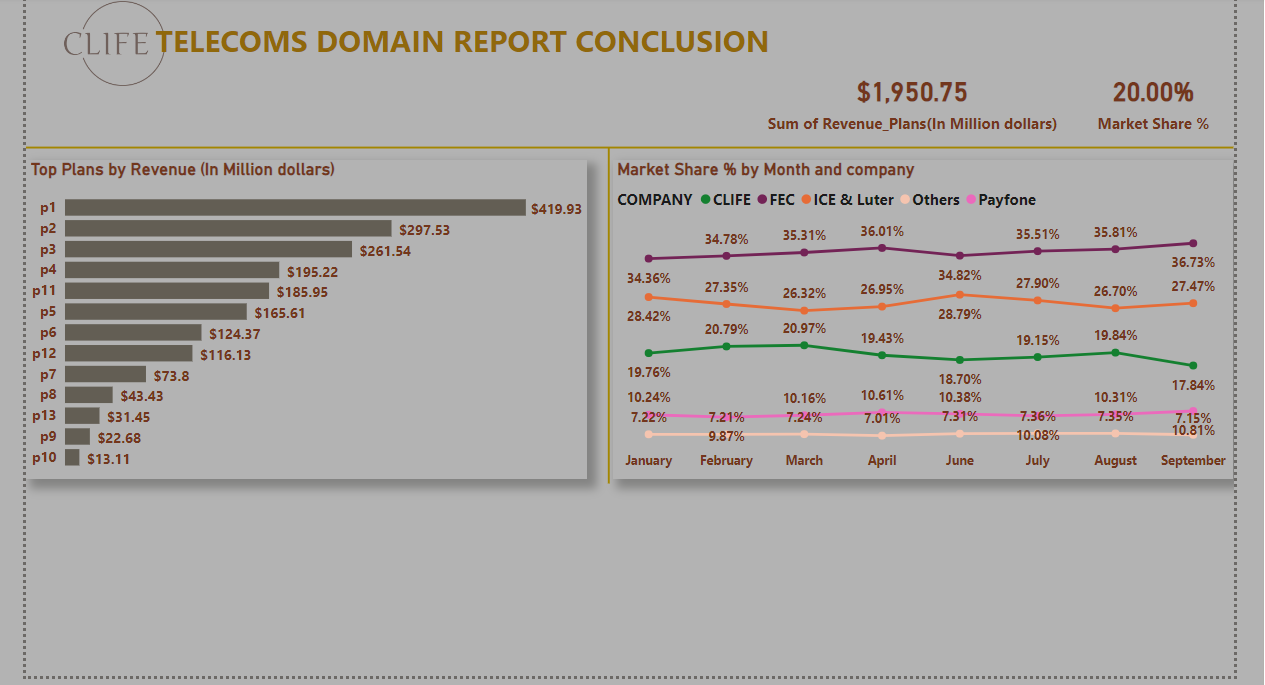 CLIFE
TELECOMS DOMAIN REPORT CONCLUSION
$1,950.75
Sum of Revenue_Plans(In Million dollars)
20.00%
Market Share %
Top Plans by Revenue (In Million dollars)
p1 $419.93
p2 $297.53
p3 $261.54
p4 $195.22
p11 $185.95
p5 $165.61
p6 $124.37
p12 $116.13
p7 $73.8
p8 $43.43
p13 $31.45
p9 $22.68
p10 $13.11
Market Share % by Month and company
COMPANY CLIFE FEC ICE & Luter Others Payfone
34.36% 34.78% 35.31% 36.01% 34.82% 35.51% 35.81% 36.73%
28.42% 27.35% 26.32% 26.95% 28.79% 27.90% 26.70% 27.47%
19.76% 20.79% 20.97% 19.43% 18.70% 19.15% 19.84% 17.84%
10.24% 9.87% 10.16% 10.61% 10.38% 10.08% 10.31% 10.81%
7.22% 7.21% 7.24% 7.01% 7.31% 7.36% 7.35% 7.15%
January February March April June July August September